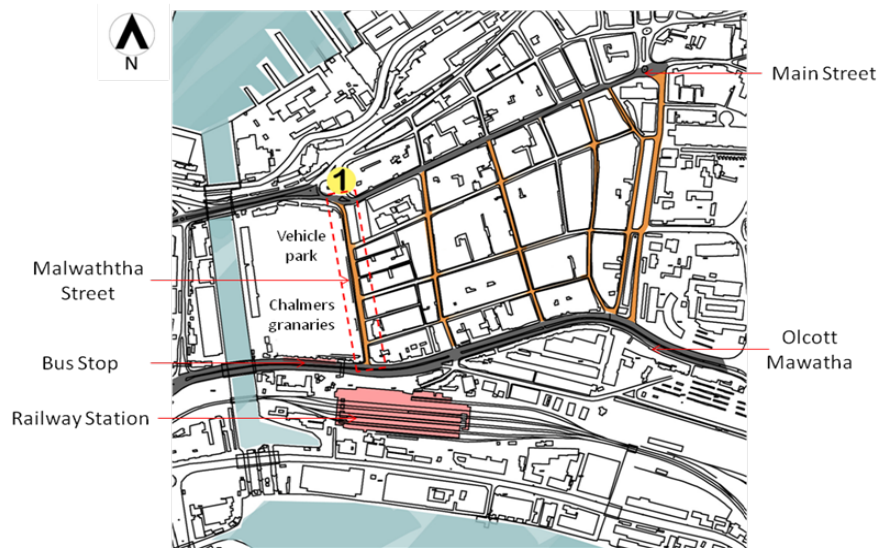 N
Main Street
1
Vehicle
park
Malwaththa
Street
Chalmers
granaries
Bus Stop
Olcott
Mawatha
Railway Station